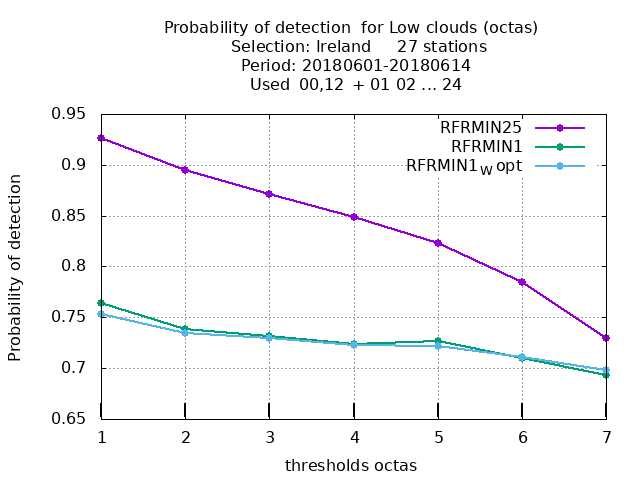 Probability of detection  for Low clouds (octas)
Selection: Ireland     27 stations
Period: 20180601-20180614
Used  00,12  + 01 02 ... 24
RFRMIN25
RFRMIN1
RFRMIN1W opt
0.95
0.9
0.85
0.8
0.75
0.7
0.65
Probability of detection
1 2 3 4 5 6 7
thresholds octas